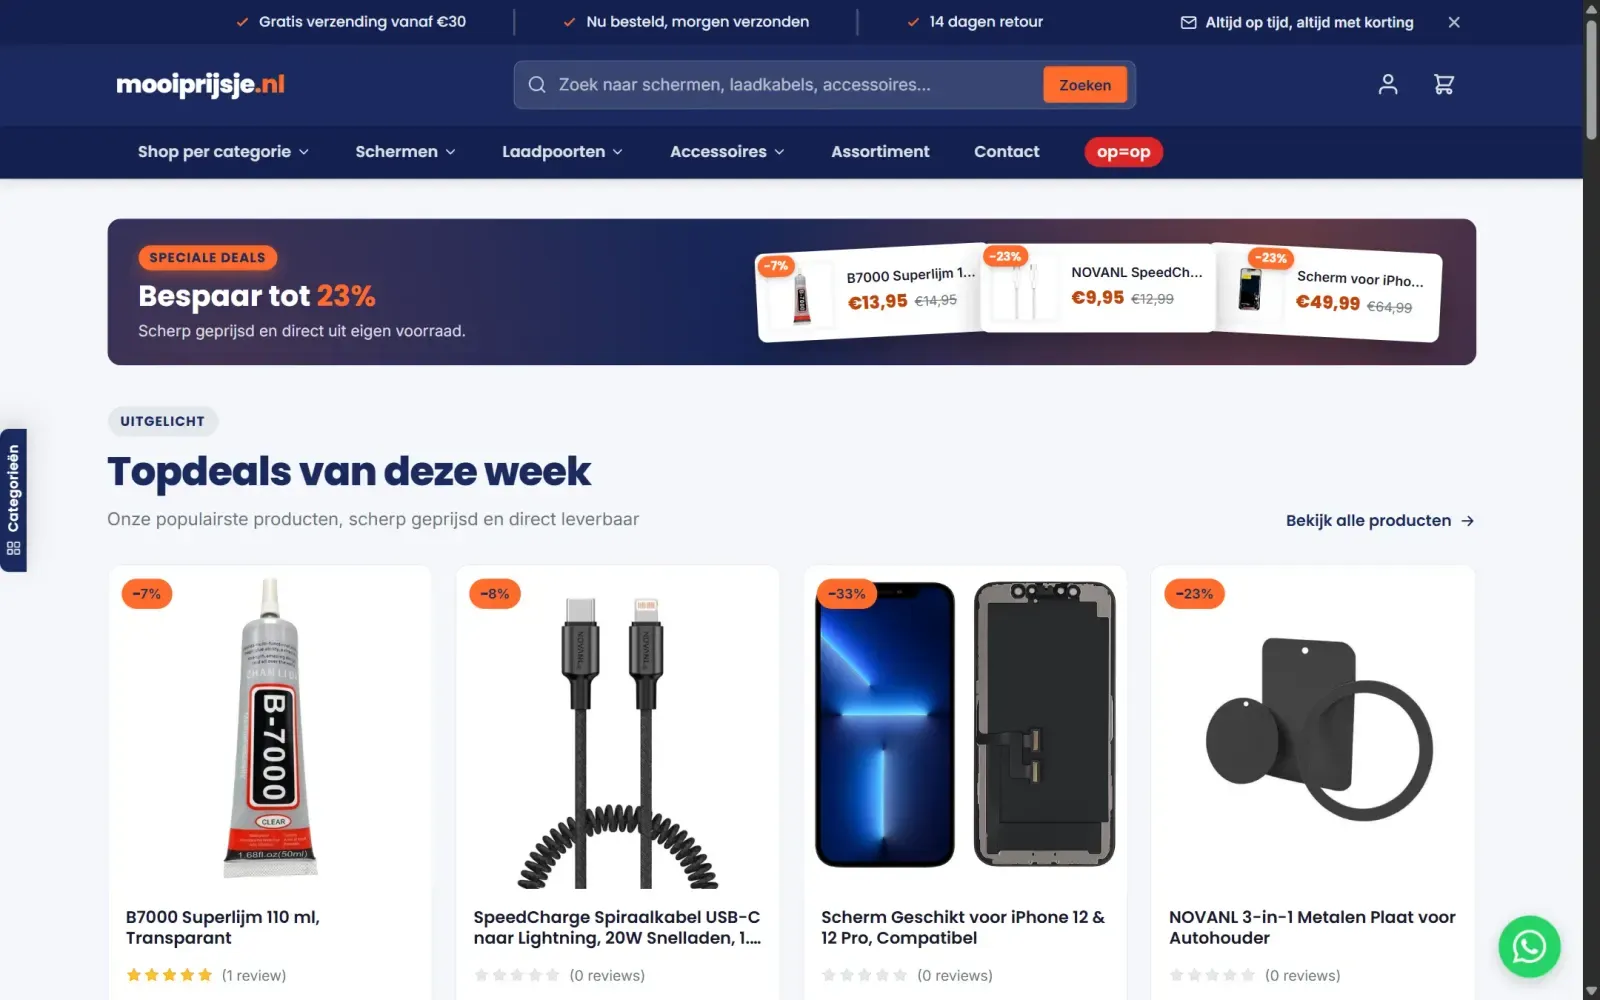 Gratis verzending vanaf €30
Nu besteld, morgen verzonden
14 dagen retour
Altijd op tijd, altijd met korting
mooiprijsje.nl
Zoek naar schermen, laadkabels, accessoires...
Zoeken
Shop per categorie
Schermen
Laadpoorten
Accessoires
Assortiment
Contact
op=op
SPECIALE DEALS
Bespaar tot 23%
Scherp geprijsd en direct uit eigen voorraad.
-7%
B7000 Superlijm 1...
€13,95 €14,95
-23%
NOVANL SpeedCh...
€9,95 €12,99
-23%
Scherm voor iPho...
€49,99 €64,99
Categorieën
UITGELICHT
Topdeals van deze week
Onze populairste producten, scherp geprijsd en direct leverbaar
Bekijk alle producten
-7%
B-7000
CLEAR
1.68fl.oz(50ml)
B7000 Superlijm 110 ml,
Transparant
(1 review)
-8%
NOVANL
NOVANL
SpeedCharge Spiraalkabel USB-C
naar Lightning, 20W Snelladen, 1....
(0 reviews)
-33%
Scherm Geschikt voor iPhone 12 &
12 Pro, Compatibel
(0 reviews)
-23%
NOVANL 3-in-1 Metalen Plaat voor
Autohouder
(0 reviews)